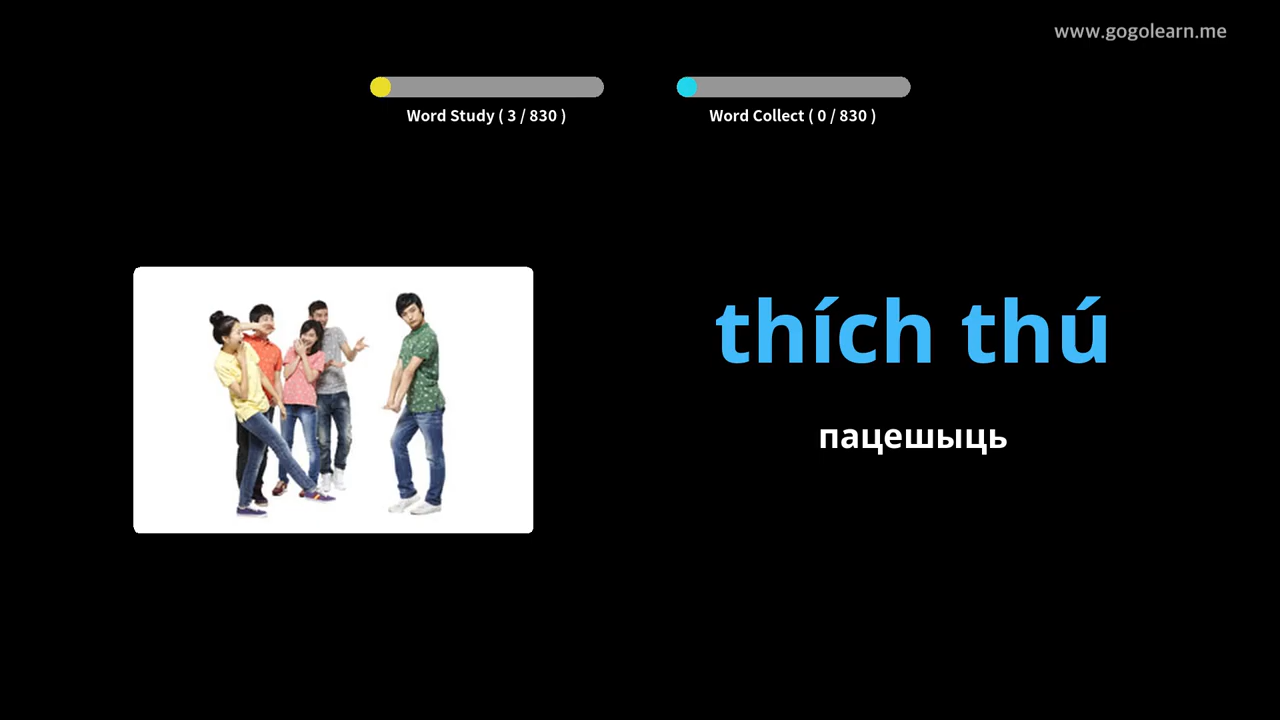 www.gogolearn.me
Word Study ( 3 / 830 )
Word Collect ( 0 / 830 )
thích thú
пацешыць